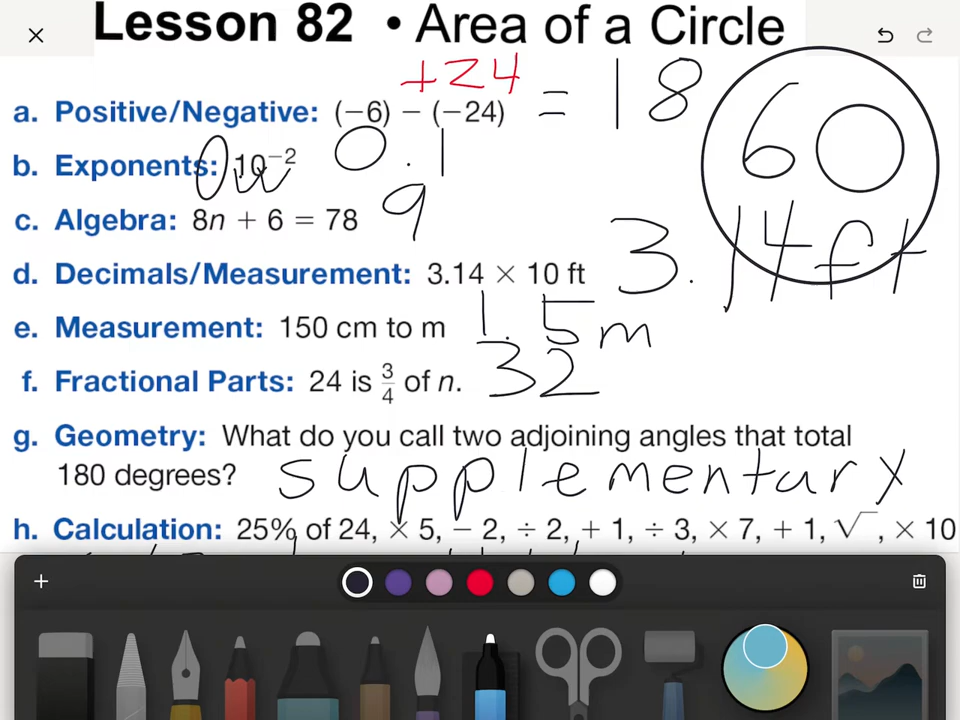 Lesson 82 • Area of a Circle
+24
a. Positive/Negative: (−6) − (−24) = 18
60
b. Exponents: 10⁻² 0.1
c. Algebra: 8n + 6 = 78 9
d. Decimals/Measurement: 3.14 × 10 ft 3.14 ft
e. Measurement: 150 cm to m 1.5 m
f. Fractional Parts: 24 is 3/4 of n. 32
g. Geometry: What do you call two adjoining angles that total
180 degrees? supplementary
h. Calculation: 25% of 24, × 5, − 2, ÷ 2, + 1, ÷ 3, × 7, + 1, √ , × 10